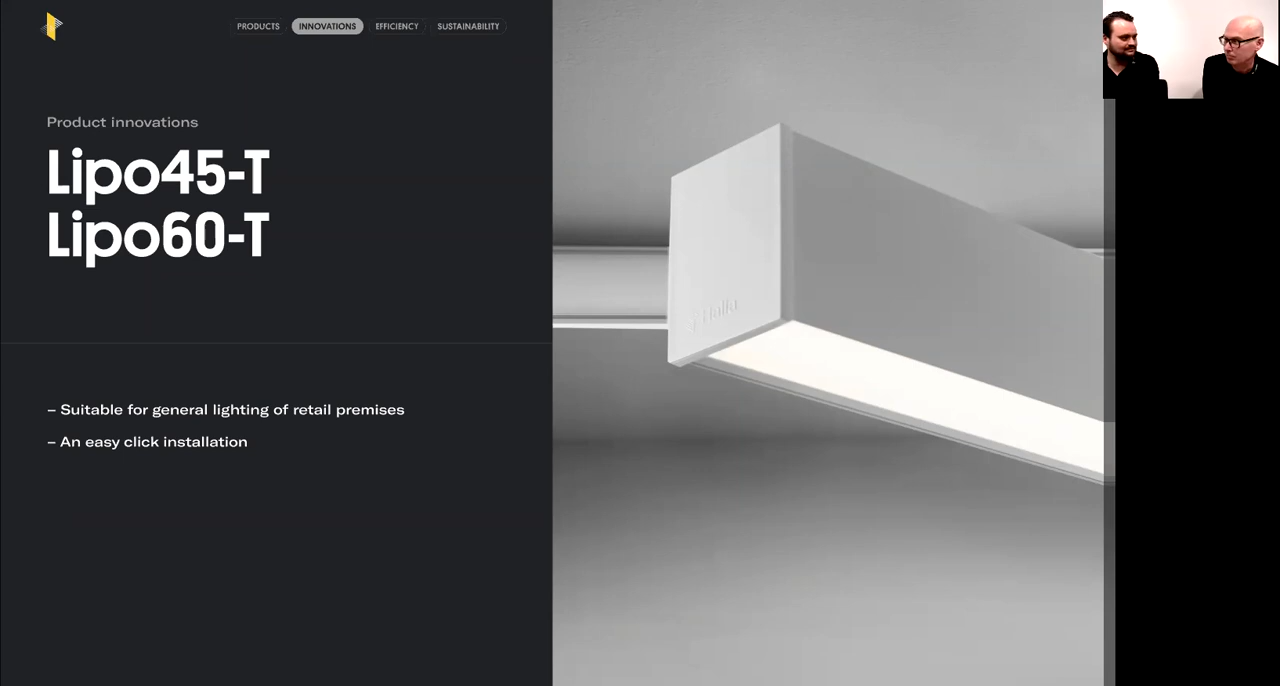 PRODUCTS INNOVATIONS EFFICIENCY SUSTAINABILITY
Product innovations
Lipo45-T
Lipo60-T
Halla
– Suitable for general lighting of retail premises
– An easy click installation